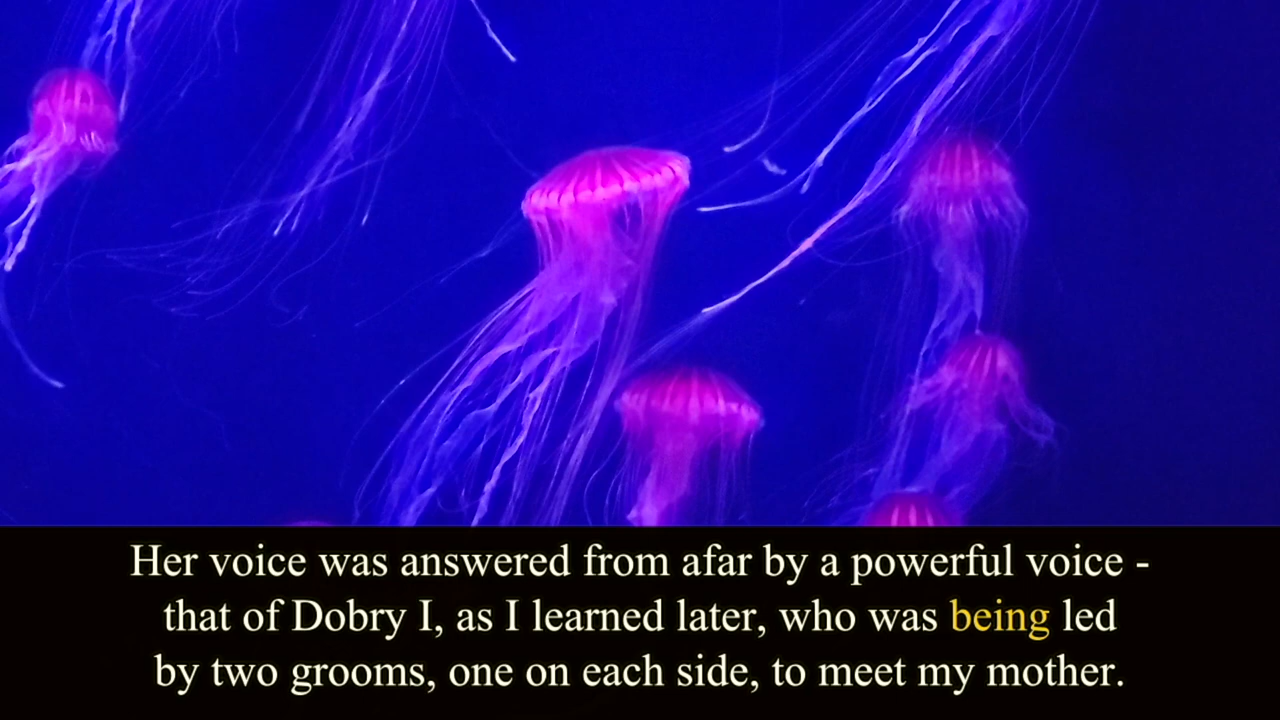 Her voice was answered from afar by a powerful voice -
that of Dobry I, as I learned later, who was being led
by two grooms, one on each side, to meet my mother.